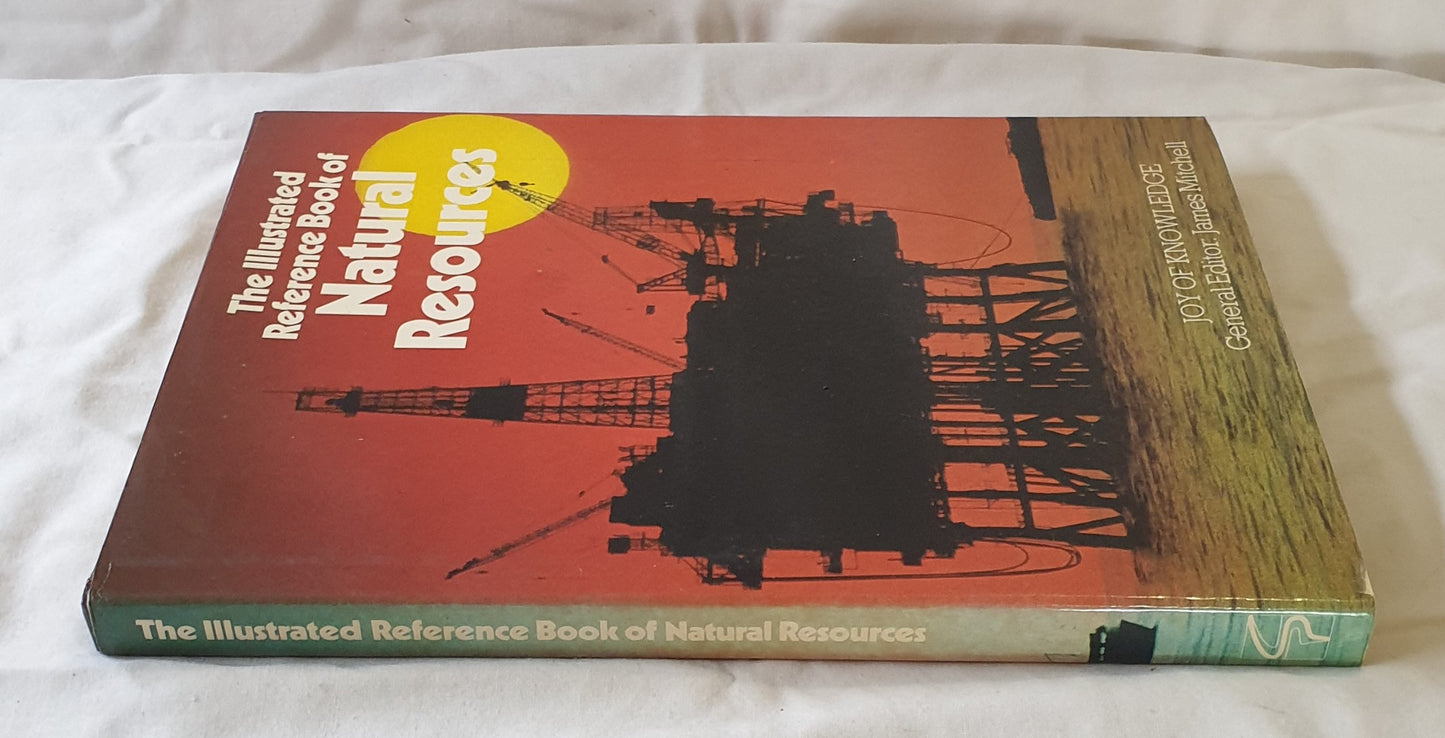 The Illustrated
Reference Book of
Natural
Resources
JOY OF KNOWLEDGE
General Editor: James Mitchell
The Illustrated Reference Book of Natural Resources